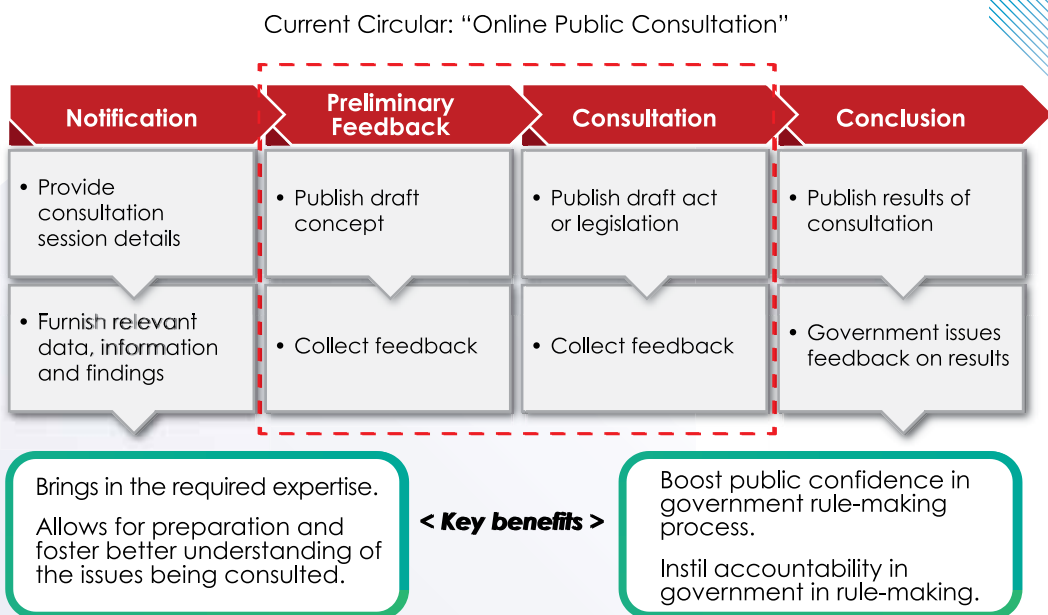 Current Circular: “Online Public Consultation”
Notification
Preliminary
Feedback
Consultation
Conclusion
• Provide
consultation
session details
• Publish draft
concept
• Publish draft act
or legislation
• Publish results of
consultation
• Furnish relevant
data, information
and findings
• Collect feedback
• Collect feedback
• Government issues
feedback on results
Brings in the required expertise.
Allows for preparation and
foster better understanding of
the issues being consulted.
< Key benefits >
Boost public confidence in
government rule-making
process.
Instil accountability in
government in rule-making.